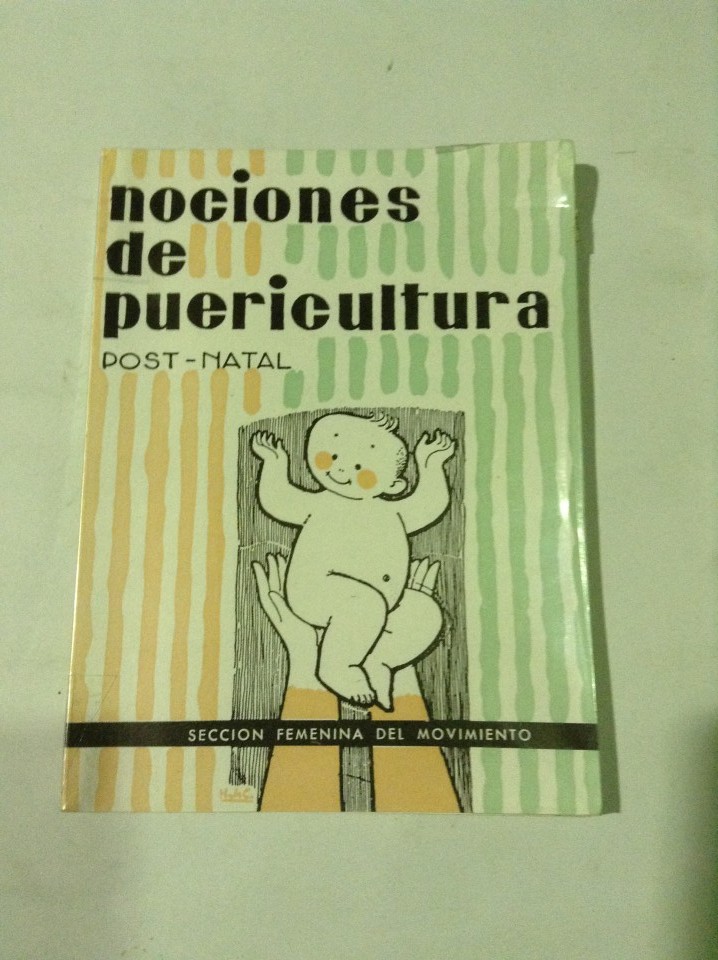 nociones
de
puericultura
POST-NATAL
SECCION FEMENINA DEL MOVIMIENTO